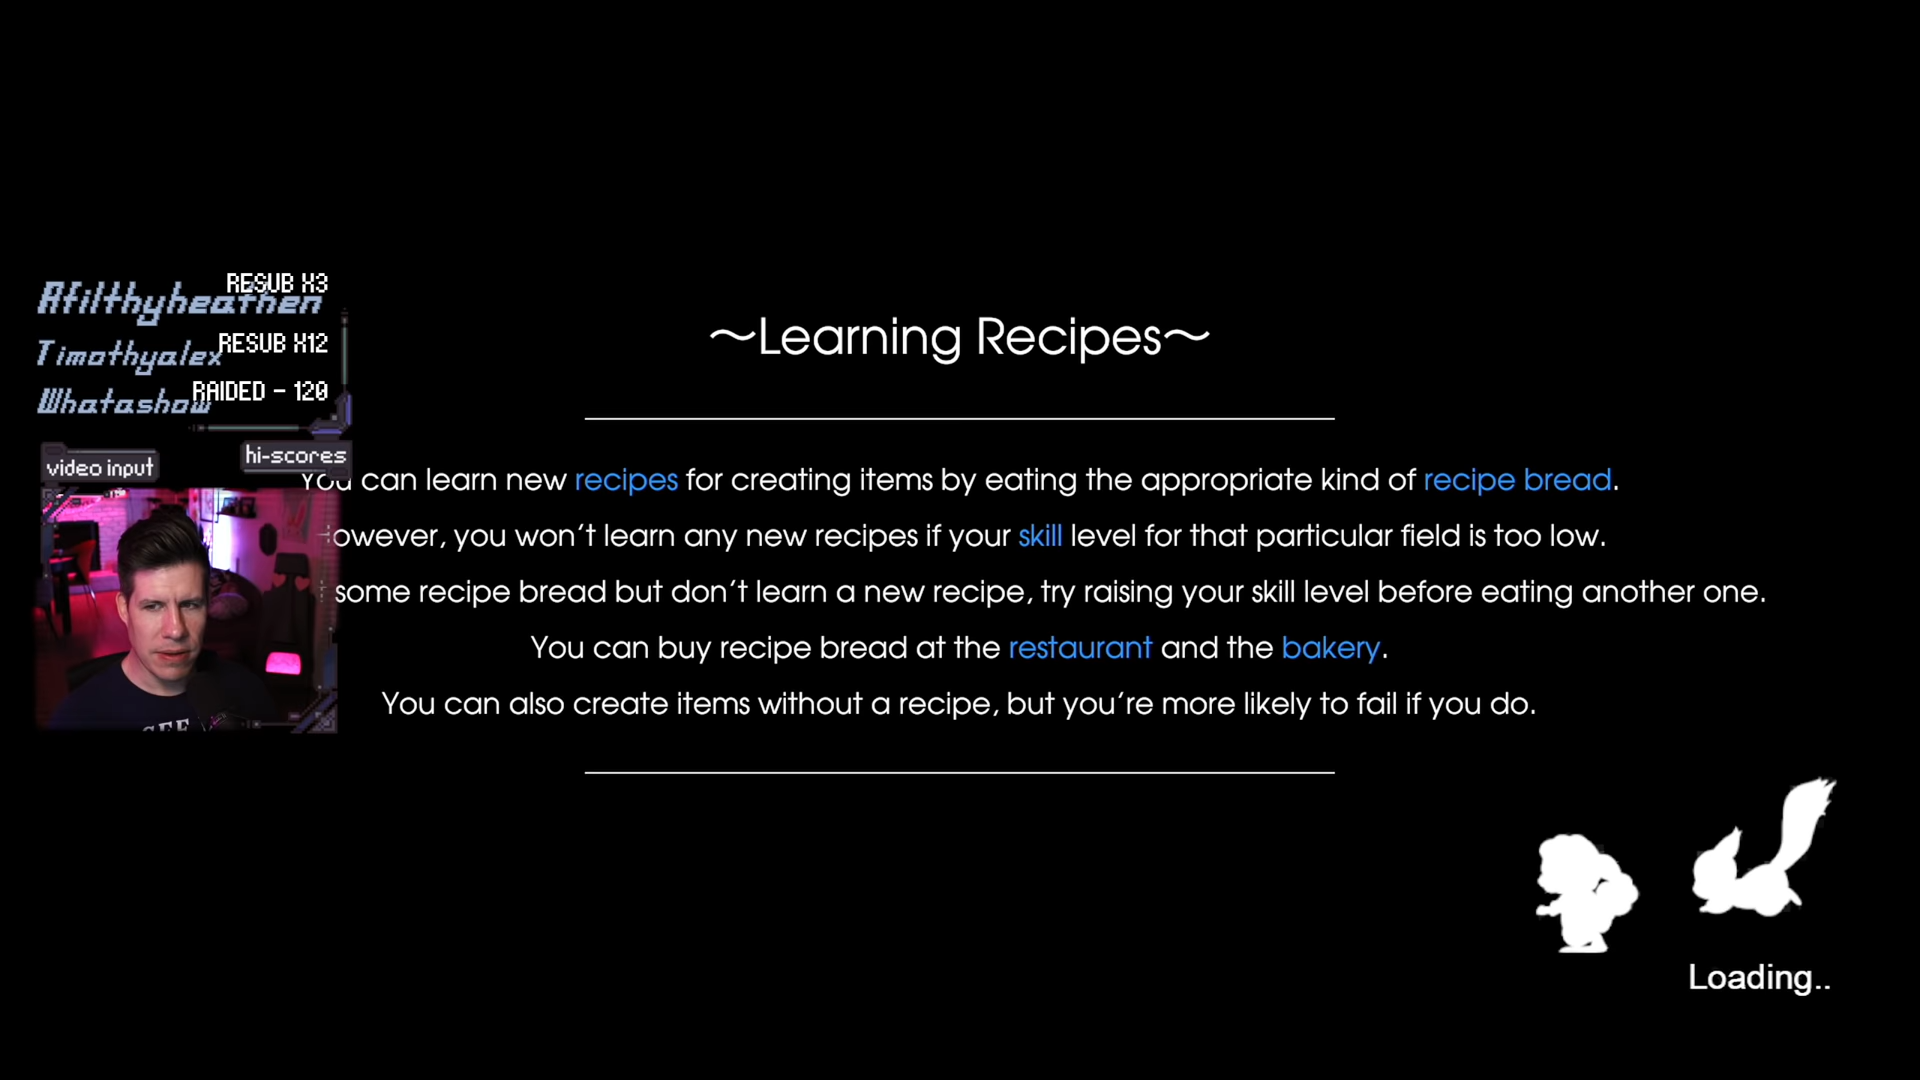 Afilthyheathen RESUB X3
Timothyalex RESUB X12
Whatashow RAIDED - 120
video input
hi-scores
~Learning Recipes~
You can learn new recipes for creating items by eating the appropriate kind of recipe bread.
owever, you won't learn any new recipes if your skill level for that particular field is too low.
some recipe bread but don't learn a new recipe, try raising your skill level before eating another one.
You can buy recipe bread at the restaurant and the bakery.
You can also create items without a recipe, but you're more likely to fail if you do.
Loading..